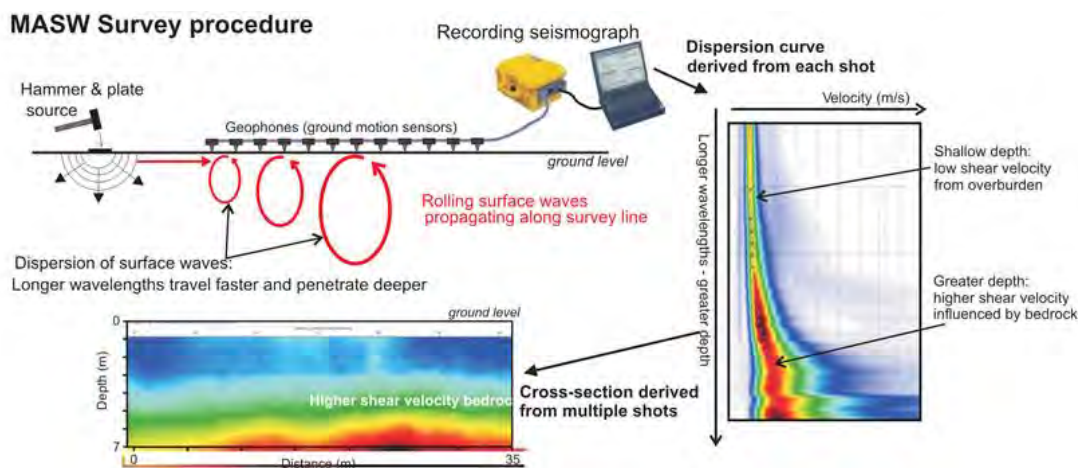 MASW Survey procedure
Recording seismograph
Dispersion curve
derived from each shot
Hammer & plate
source
Geophones (ground motion sensors)
ground level
Velocity (m/s)
Longer wavelengths - greater depth
Shallow depth:
low shear velocity
from overburden
Rolling surface waves
propagating along survey line
Dispersion of surface waves:
Longer wavelengths travel faster and penetrate deeper
Greater depth:
higher shear velocity
influenced by bedrock
ground level
0
Depth (m)
Higher shear velocity bedroc
7
0
Distance (m)
35
Cross-section derived
from multiple shots